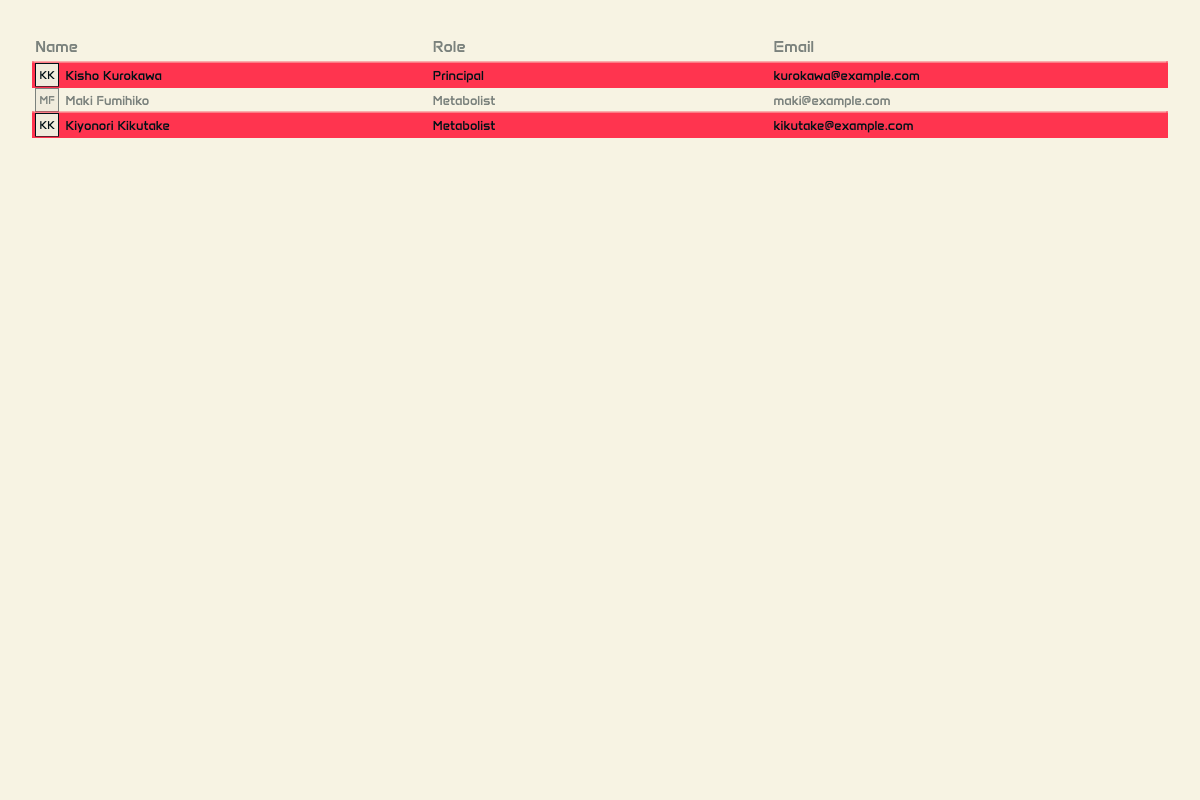 Name Role Email
KK Kisho Kurokawa Principal kurokawa@example.com
MF Maki Fumihiko Metabolist maki@example.com
KK Kiyonori Kikutake Metabolist kikutake@example.com